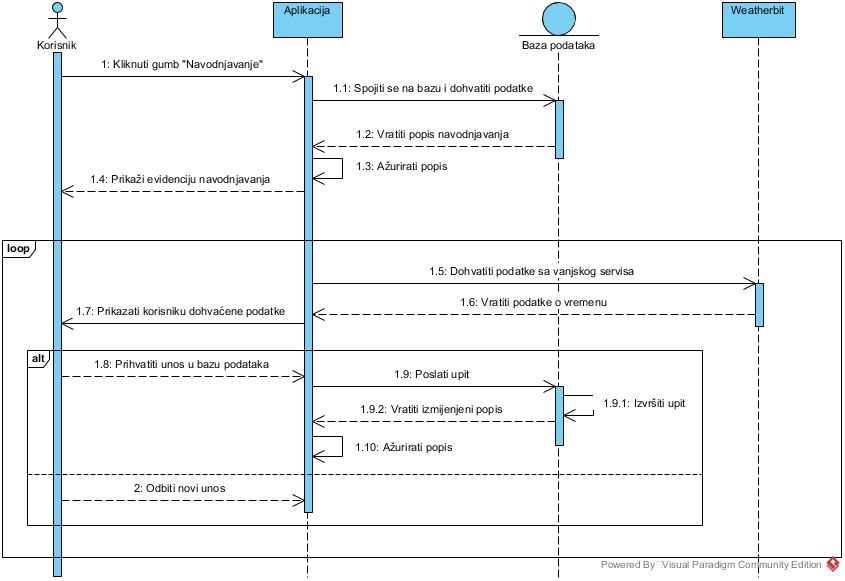 Korisnik
Aplikacija
Baza podataka
Weatherbit
1: Kliknuti gumb "Navodnjavanje"
1.1: Spojiti se na bazu i dohvatiti podatke
1.2: Vratiti popis navodnjavanja
1.3: Ažurirati popis
1.4: Prikaži evidenciju navodnjavanja
loop
1.5: Dohvatiti podatke sa vanjskog servisa
1.6: Vratiti podatke o vremenu
1.7: Prikazati korisniku dohvaćene podatke
alt
1.8: Prihvatiti unos u bazu podataka
1.9: Poslati upit
1.9.1: Izvršiti upit
1.9.2: Vratiti izmijenjeni popis
1.10: Ažurirati popis
2: Odbiti novi unos
Powered By Visual Paradigm Community Edition